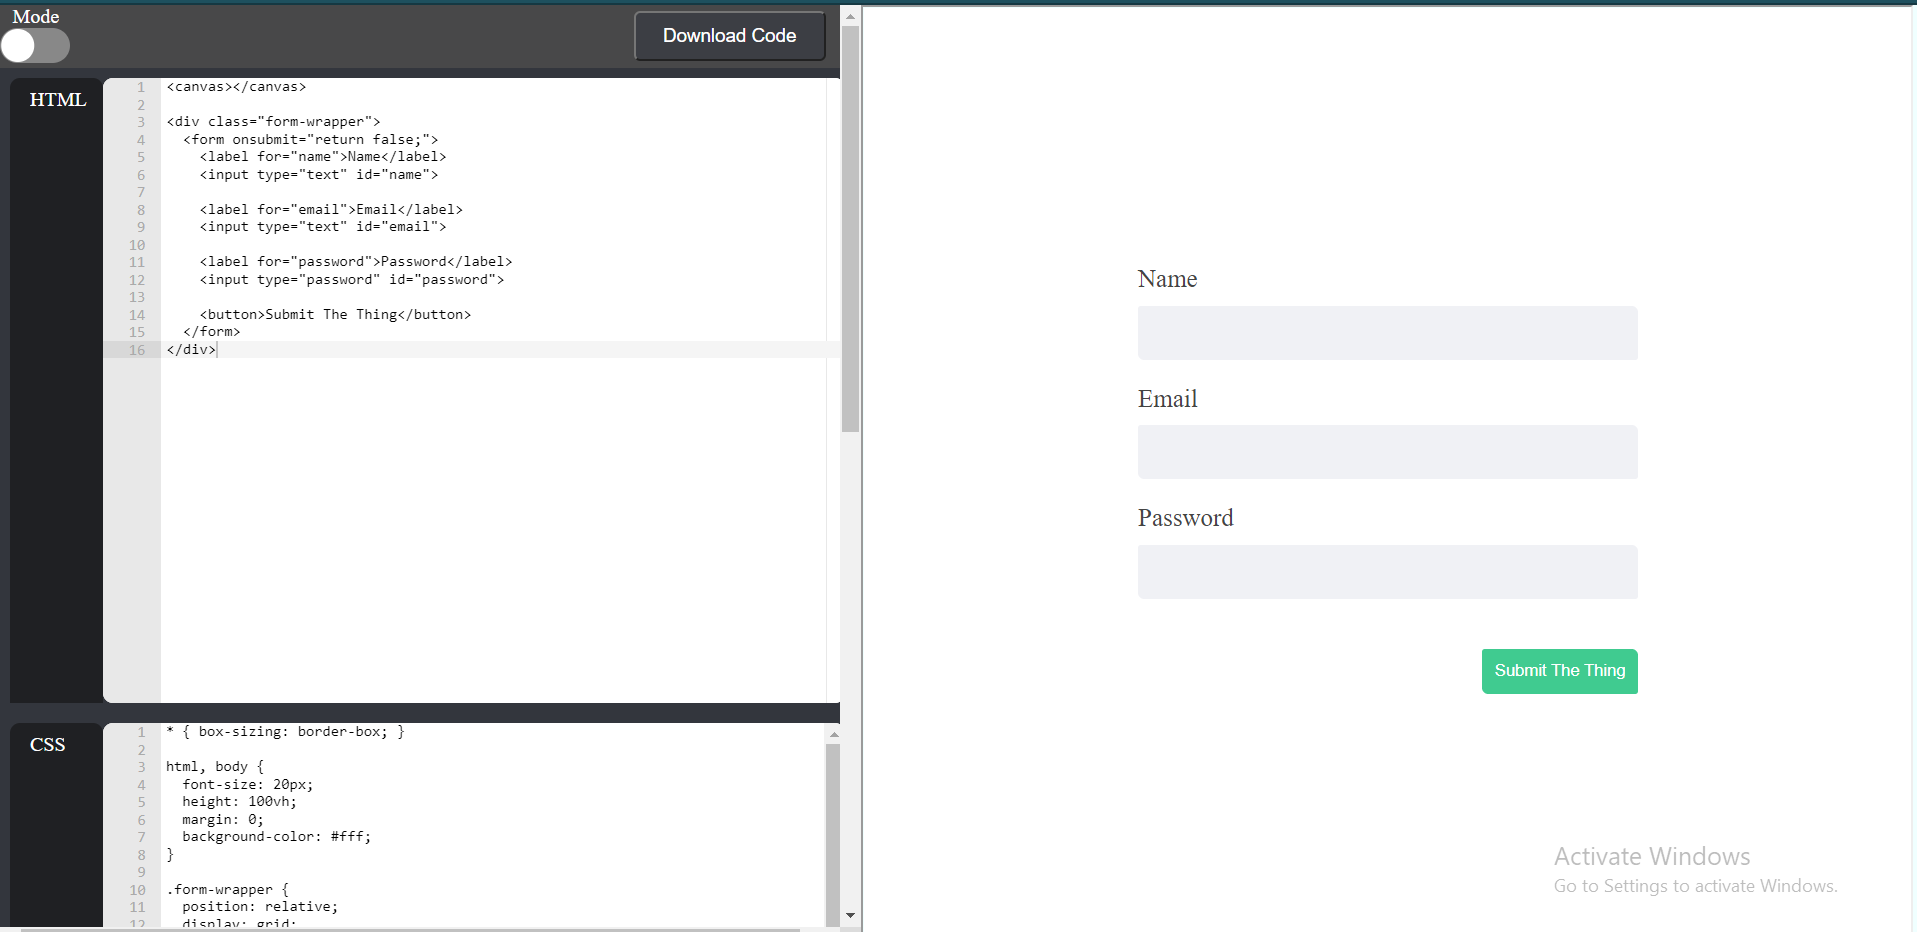 Mode
Download Code
HTML
1 <canvas></canvas>
2
3 <div class="form-wrapper">
4 <form onsubmit="return false;">
5 <label for="name">Name</label>
6 <input type="text" id="name">
7
8 <label for="email">Email</label>
9 <input type="text" id="email">
10
11 <label for="password">Password</label>
12 <input type="password" id="password">
13
14 <button>Submit The Thing</button>
15 </form>
16 </div>
CSS
1 * { box-sizing: border-box; }
2
3 html, body {
4 font-size: 20px;
5 height: 100vh;
6 margin: 0;
7 background-color: #fff;
8 }
9
10 .form-wrapper {
11 position: relative;
12 display: grid;
Name
Email
Password
Submit The Thing
Activate Windows
Go to Settings to activate Windows.